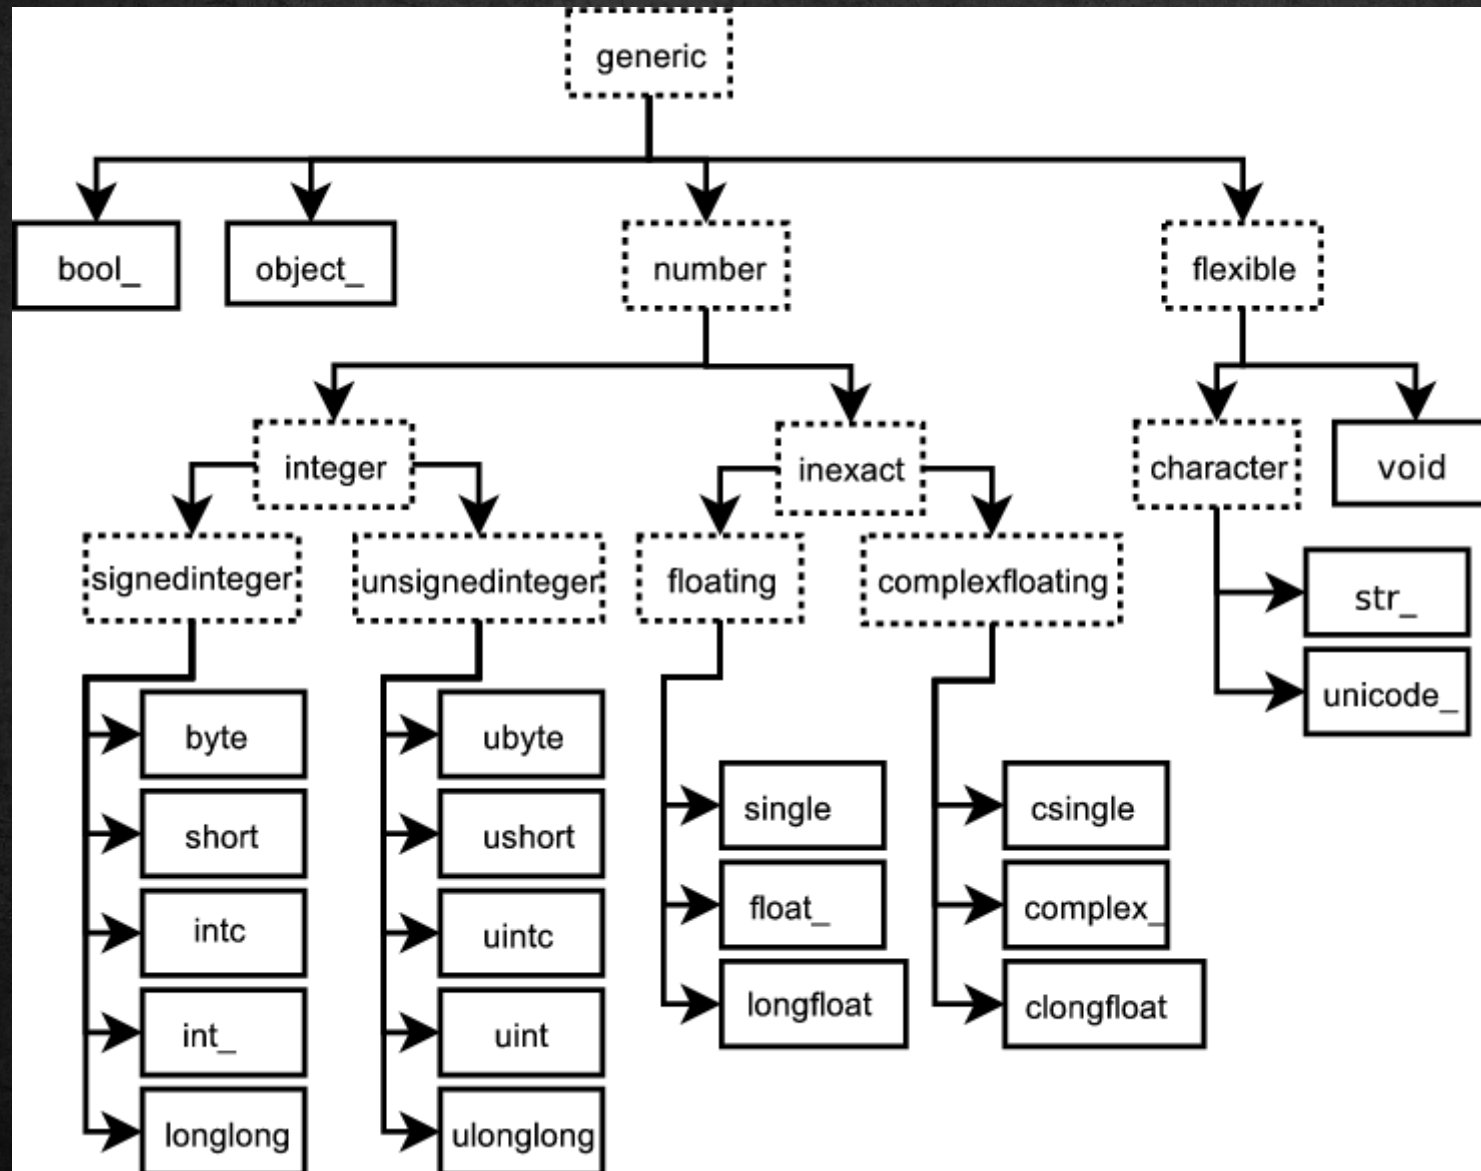 generic
bool_
object_
number
flexible
integer
inexact
character
void
signedinteger
unsignedinteger
floating
complexfloating
str_
unicode_
byte
ubyte
short
ushort
intc
uintc
int_
uint
longlong
ulonglong
single
csingle
float_
complex_
longfloat
clongfloat